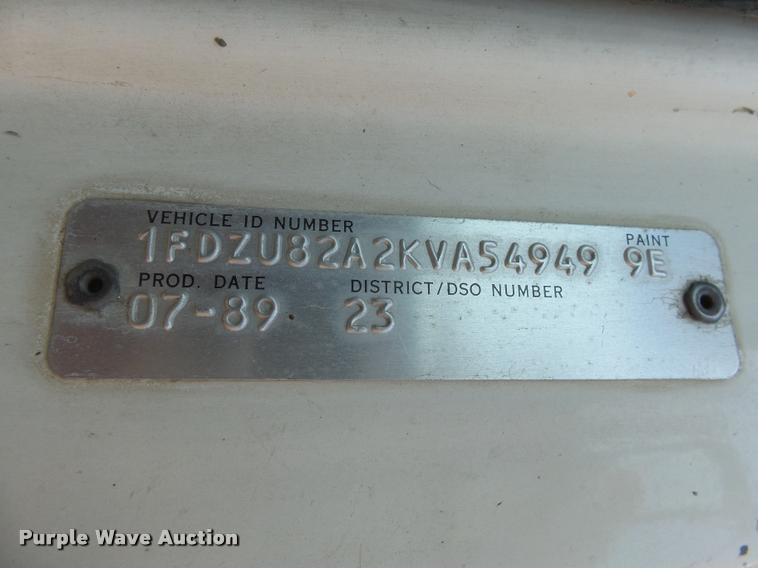 VEHICLE ID NUMBER
1FDZU82A2KVA54949
PAINT
9E
PROD. DATE
07-89
DISTRICT/DSO NUMBER
23
Purple Wave Auction